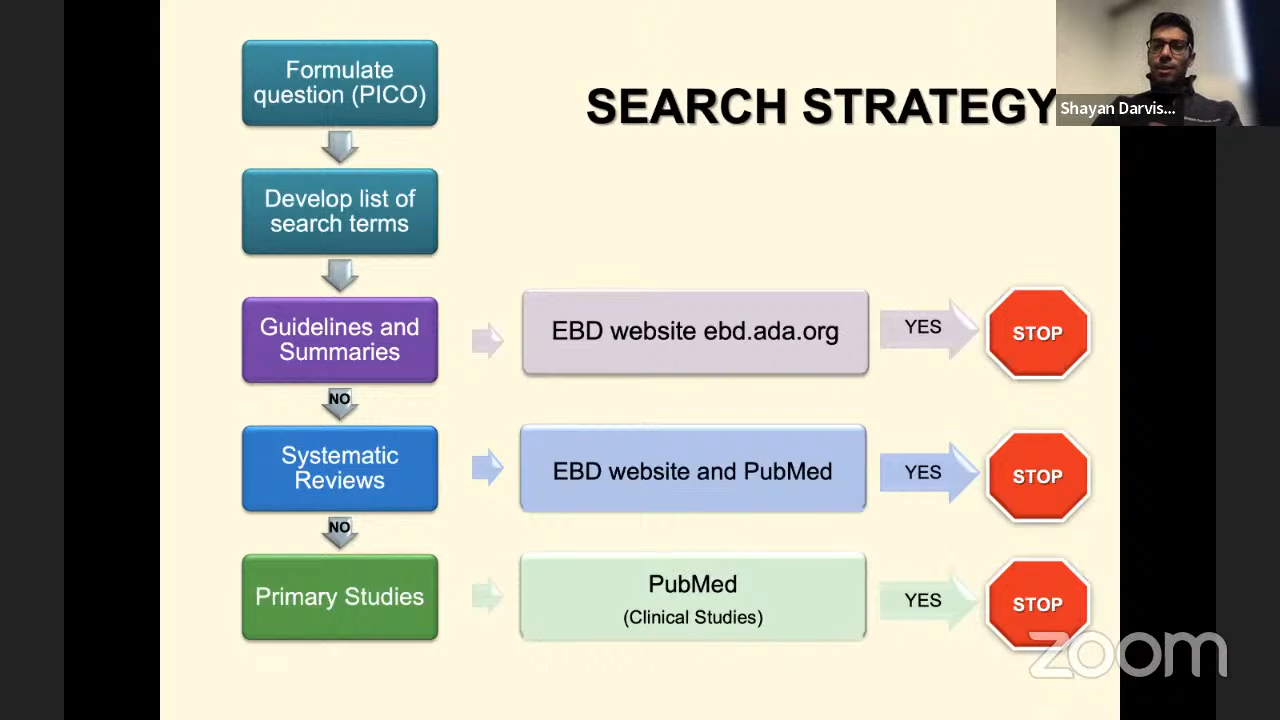 Formulate
question (PICO)
SEARCH STRATEGY
Shayan Darvis...
Develop list of
search terms
Guidelines and
Summaries
EBD website ebd.ada.org
YES
STOP
NO
Systematic
Reviews
EBD website and PubMed
YES
STOP
NO
Primary Studies
PubMed
(Clinical Studies)
YES
STOP
zoom